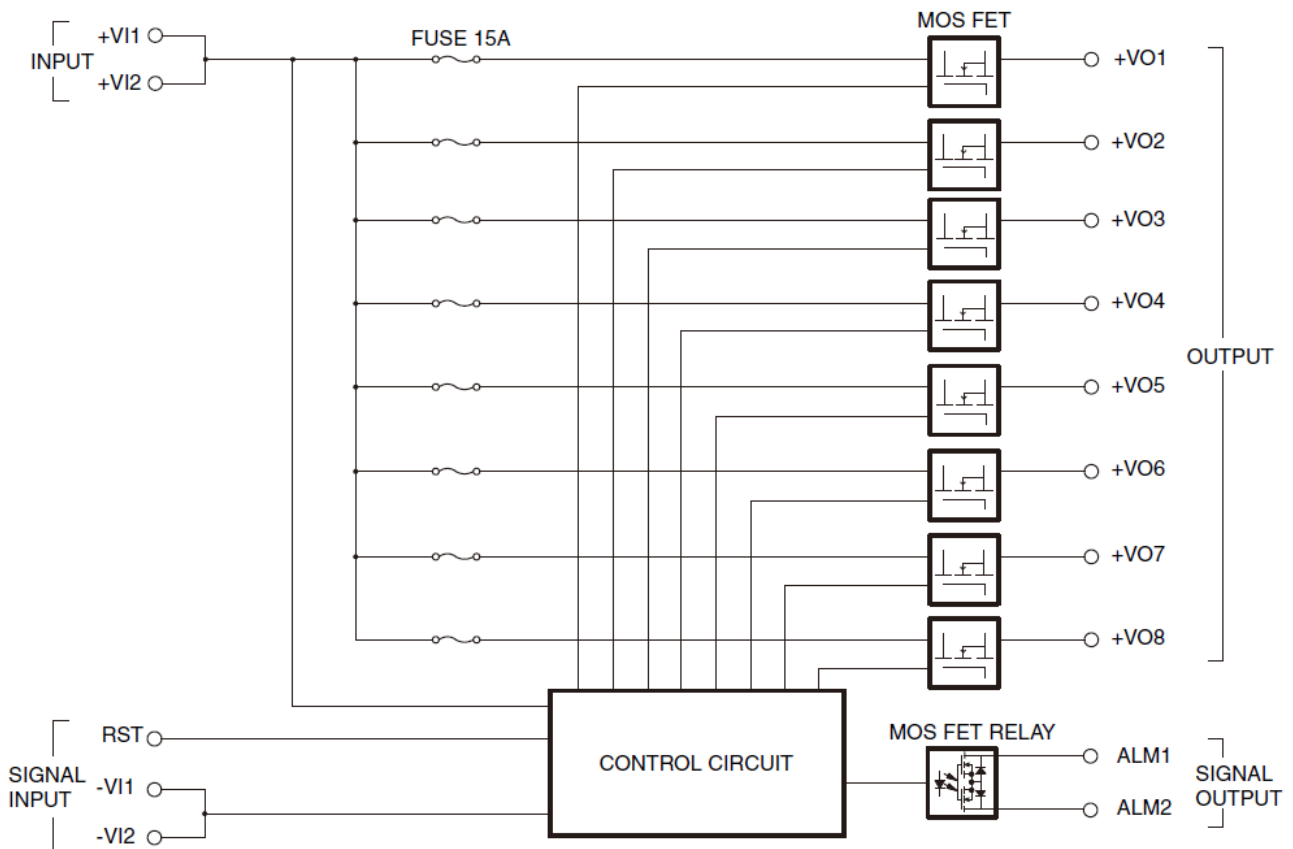 MOS FET
+VI1
FUSE 15A
+VO1
INPUT
+VI2
+VO2
+VO3
+VO4
OUTPUT
+VO5
+VO6
+VO7
+VO8
RST
MOS FET RELAY
CONTROL CIRCUIT
ALM1
SIGNAL
INPUT
-VI1
SIGNAL
OUTPUT
ALM2
-VI2